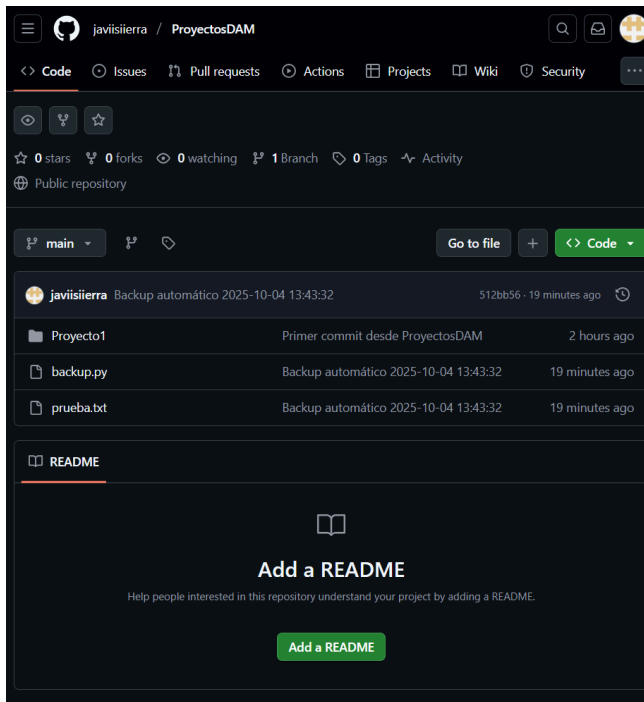 javiisiierra / ProyectosDAM
Code Issues Pull requests Actions Projects Wiki Security
0 stars 0 forks 0 watching 1 Branch 0 Tags Activity
Public repository
main Go to file Code
javiisiierra Backup automático 2025-10-04 13:43:32 512bb56 · 19 minutes ago
Proyecto1 Primer commit desde ProyectosDAM 2 hours ago
backup.py Backup automático 2025-10-04 13:43:32 19 minutes ago
prueba.txt Backup automático 2025-10-04 13:43:32 19 minutes ago
README
Add a README
Help people interested in this repository understand your project by adding a README.
Add a README